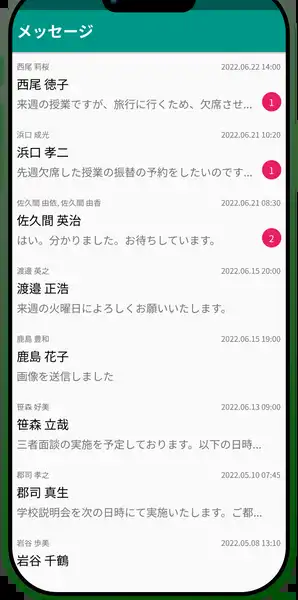 メッセージ
西尾 莉桜 2022.06.22 14:00
西尾 徳子
来週の授業ですが、旅行に行くため、欠席させ... 1
浜口 成光 2022.06.21 10:20
浜口 孝二
先週欠席した授業の振替の予約をしたいのです... 1
佐久間 由依, 佐久間 由香 2022.06.21 08:30
佐久間 英治
はい。分かりました。お待ちしています。 2
渡邉 英之 2022.06.15 20:00
渡邉 正浩
来週の火曜日によろしくお願いいたします。
鹿島 豊和 2022.06.15 19:00
鹿島 花子
画像を送信しました
笹森 好美 2022.06.13 09:00
笹森 立哉
三者面談の実施を予定しております。以下の日時...
郡司 孝之 2022.05.10 07:45
郡司 真生
学校説明会を次の日時にて実施いたします。ご都...
岩谷 歩美 2022.05.08 13:10
岩谷 千鶴